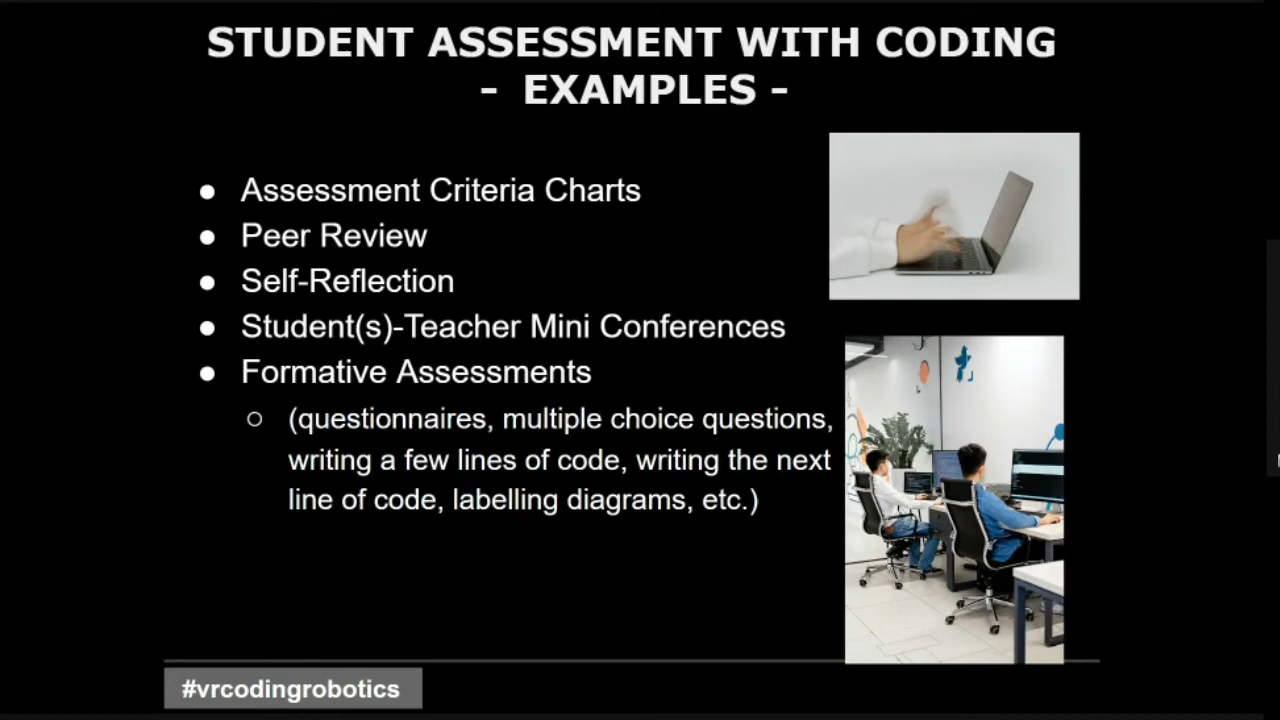 STUDENT ASSESSMENT WITH CODING
- EXAMPLES -
● Assessment Criteria Charts
● Peer Review
● Self-Reflection
● Student(s)-Teacher Mini Conferences
● Formative Assessments
○ (questionnaires, multiple choice questions,
writing a few lines of code, writing the next
line of code, labelling diagrams, etc.)
#vrcodingrobotics